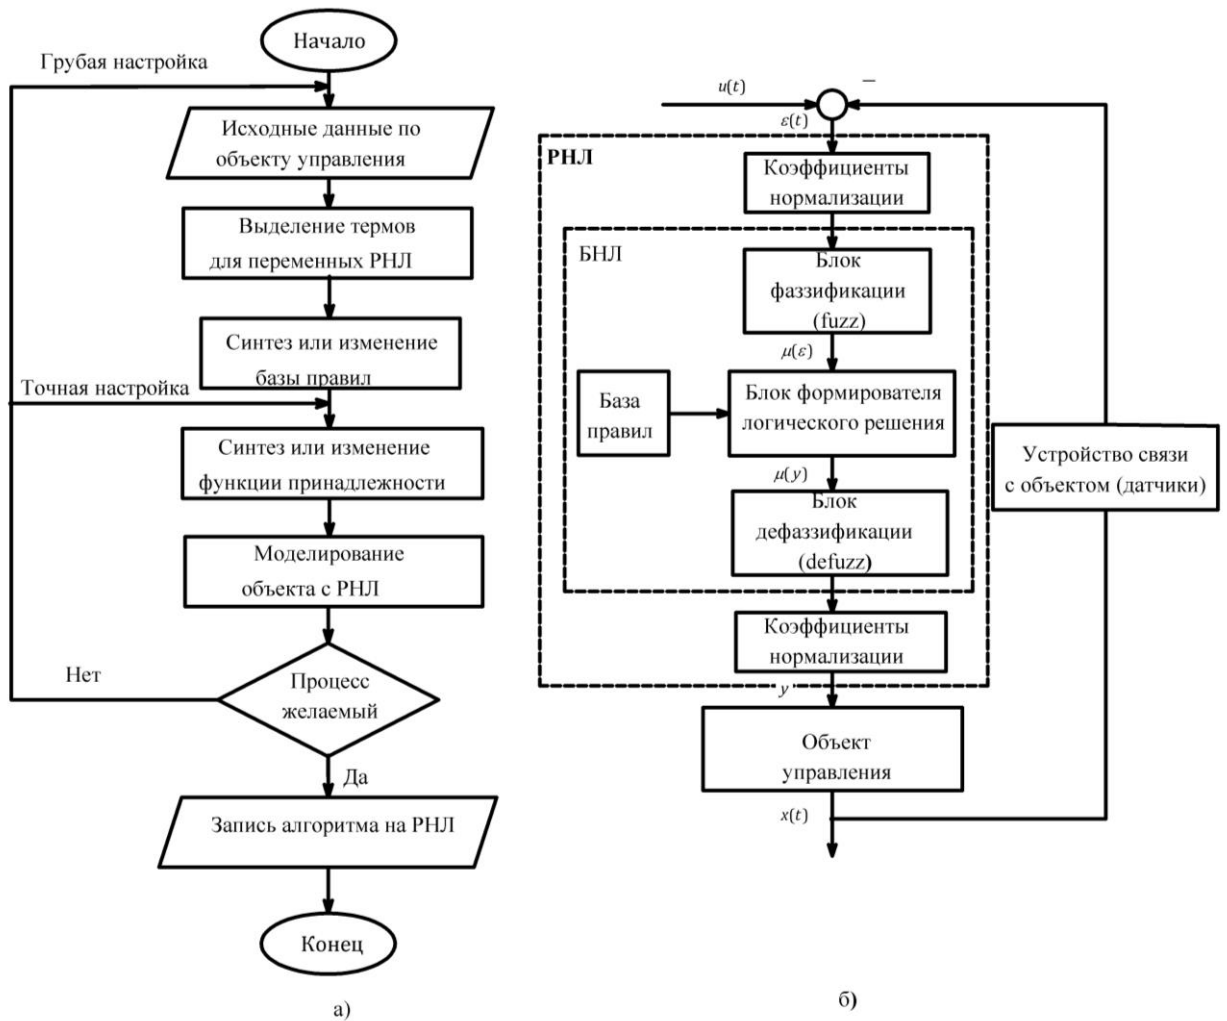 Начало
Грубая настройка
Исходные данные по
объекту управления
Выделение термов
для переменных РНЛ
Синтез или изменение
базы правил
Точная настройка
Синтез или изменение
функции принадлежности
Моделирование
объекта с РНЛ
Нет
Процесс
желаемый
Да
Запись алгоритма на РНЛ
Конец
а)
u(t)
−
ε(t)
РНЛ
Коэффициенты
нормализации
БНЛ
Блок
фаззификации
(fuzz)
μ(ε)
База
правил
Блок формирователя
логического решения
μ(y)
Блок
дефаззификации
(defuzz)
Коэффициенты
нормализации
y
Объект
управления
x(t)
Устройство связи
с объектом (датчики)
б)